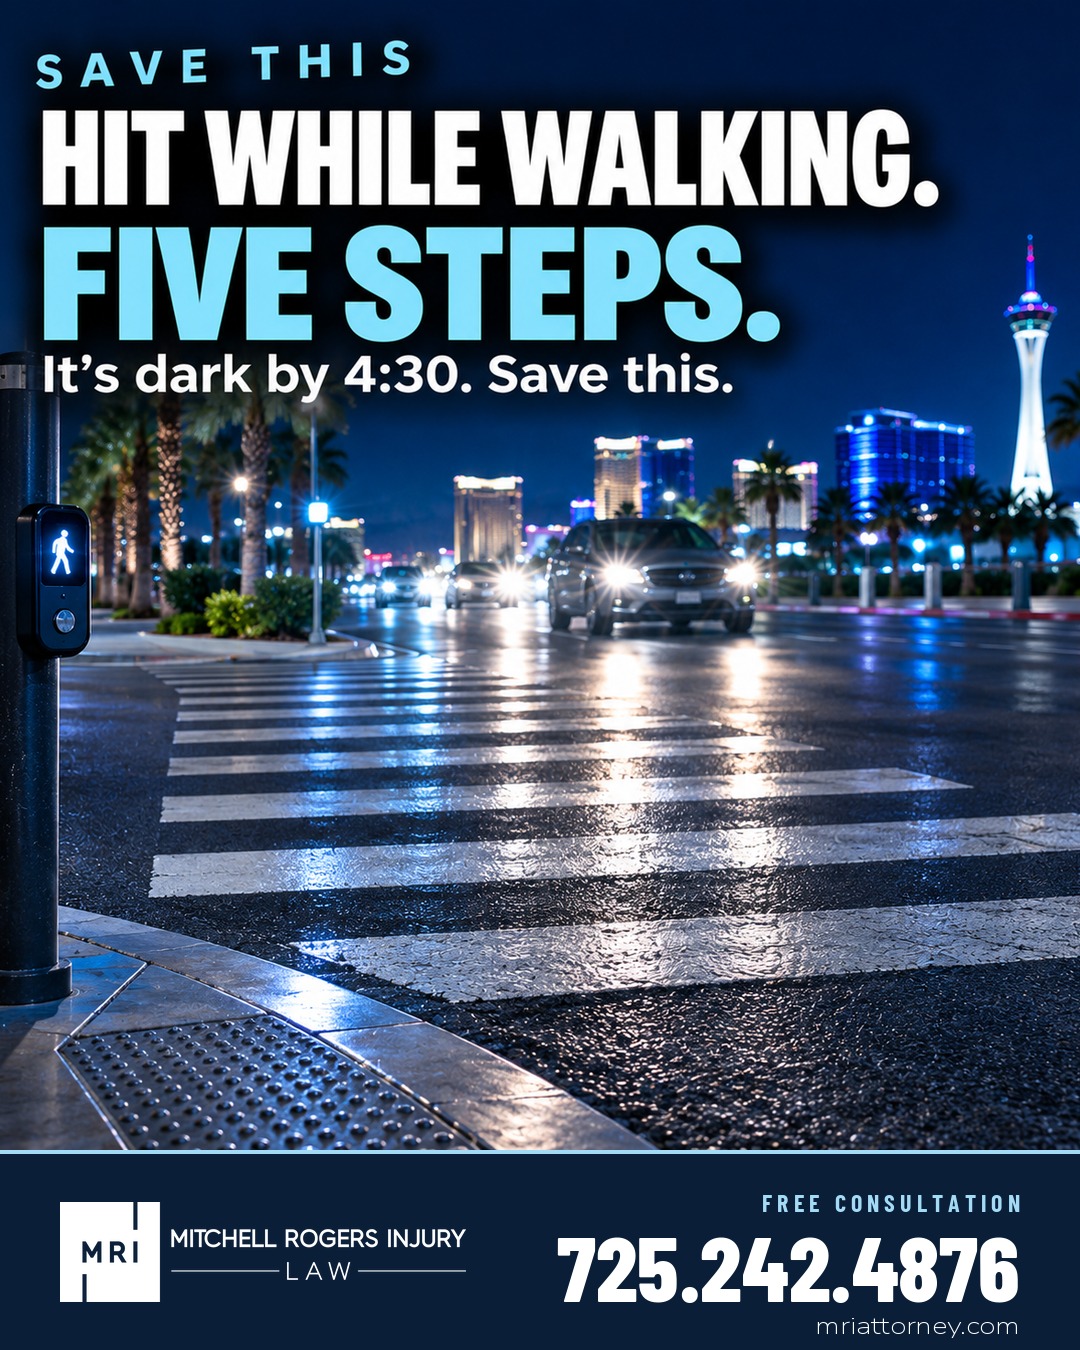 SAVE THIS
HIT WHILE WALKING.
FIVE STEPS.
It's dark by 4:30. Save this.
MRI
MITCHELL ROGERS INJURY
LAW
FREE CONSULTATION
725.242.4876
mriattorney.com